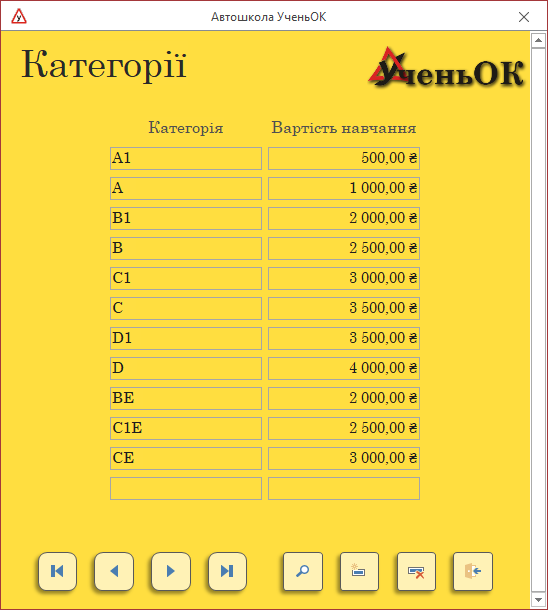 Автошкола УченьОК
Категорії
УченьОК
Категорія Вартість навчання
A1 500,00 ₴
A 1 000,00 ₴
B1 2 000,00 ₴
B 2 500,00 ₴
C1 3 000,00 ₴
C 3 500,00 ₴
D1 3 500,00 ₴
D 4 000,00 ₴
BE 2 000,00 ₴
C1E 2 500,00 ₴
CE 3 000,00 ₴